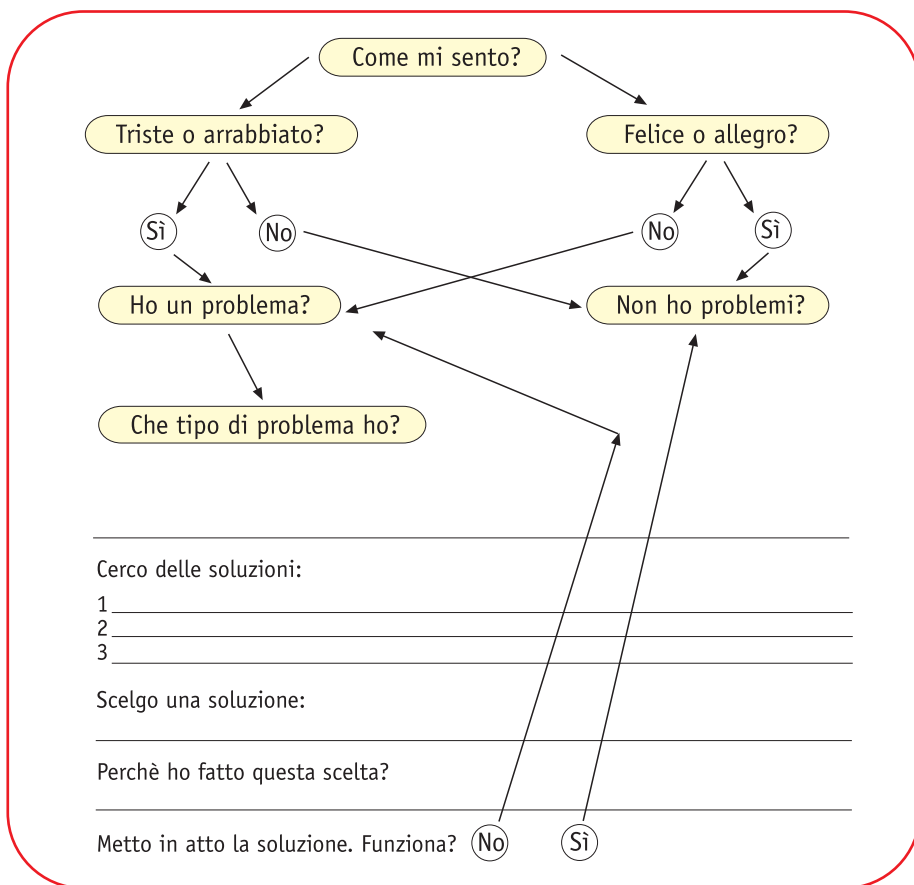 Come mi sento?
Triste o arrabbiato?
Felice o allegro?
Sì
No
No
Sì
Ho un problema?
Non ho problemi?
Che tipo di problema ho?
Cerco delle soluzioni:
1
2
3
Scelgo una soluzione:
Perchè ho fatto questa scelta?
Metto in atto la soluzione. Funziona? No Sì